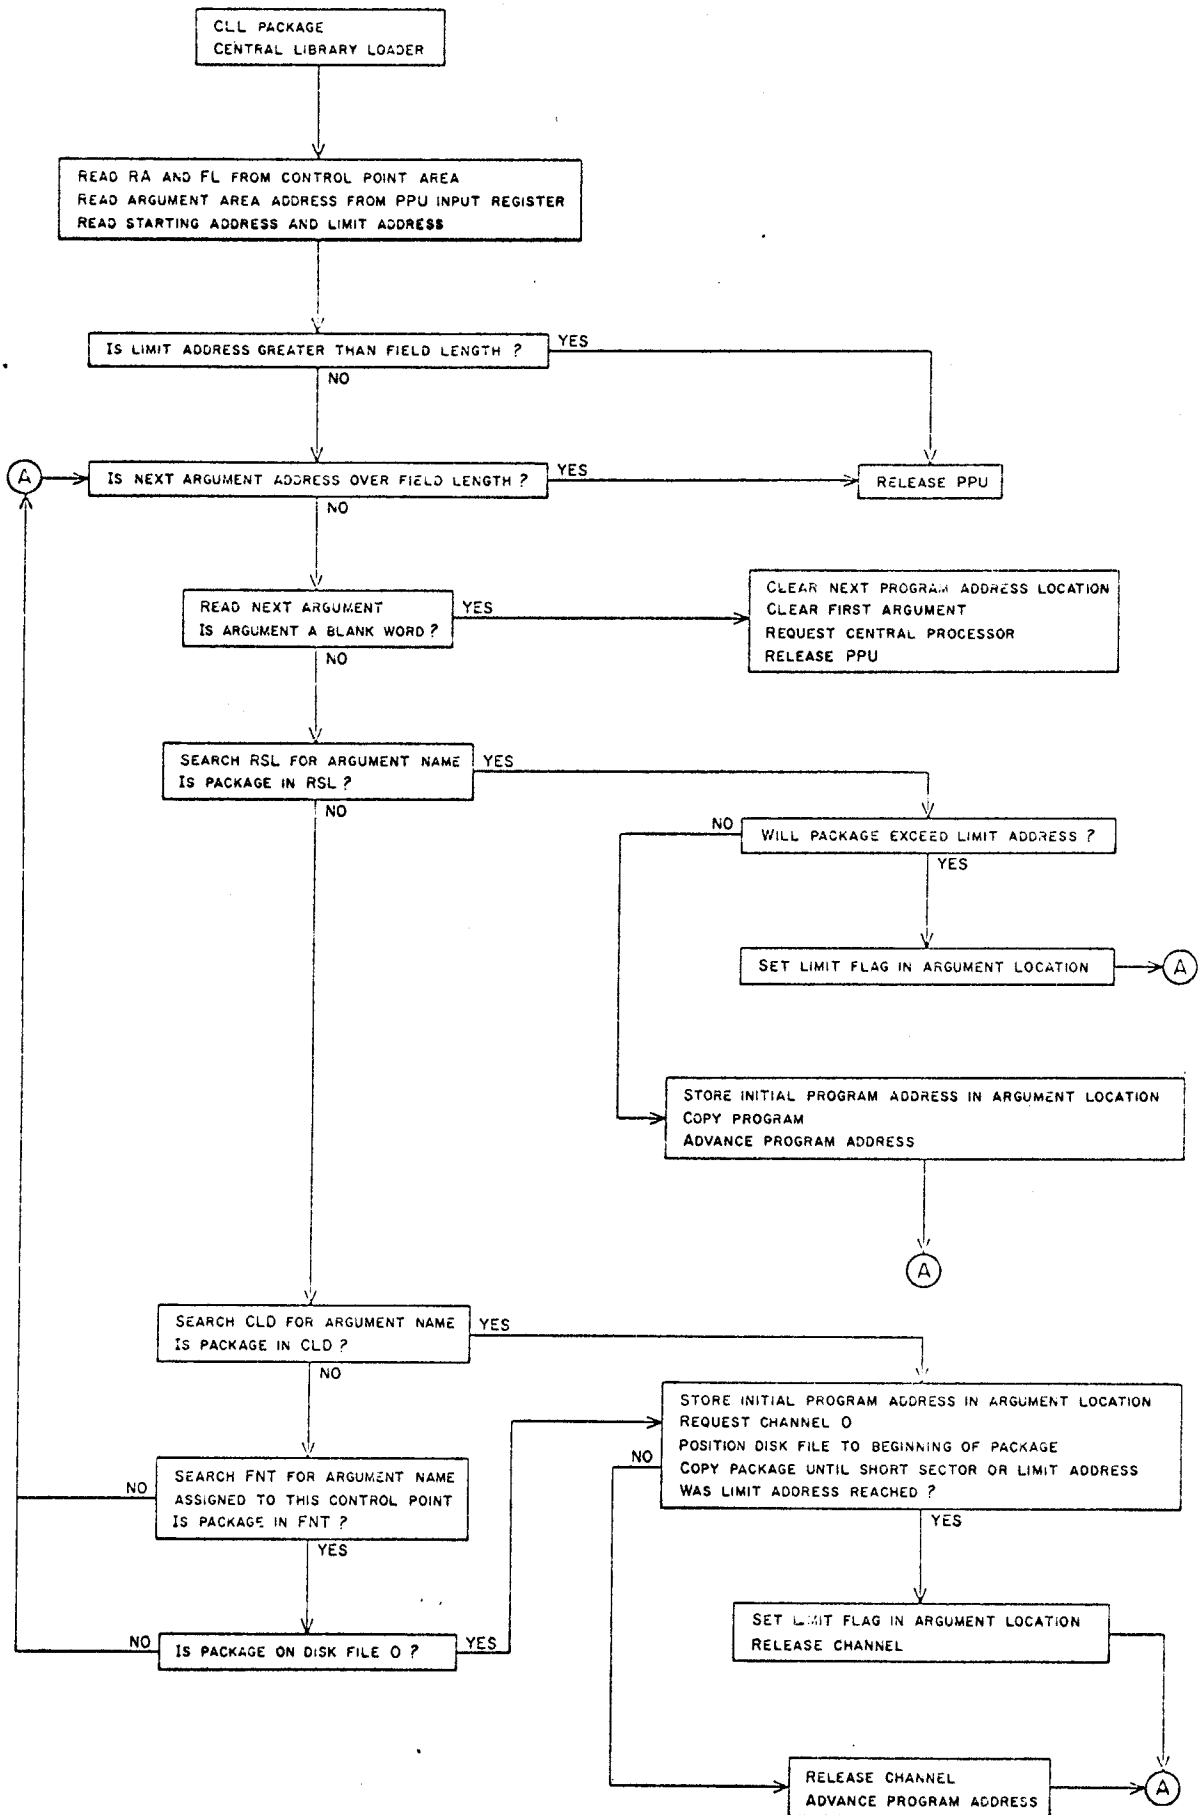 CLL PACKAGE
CENTRAL LIBRARY LOADER
READ RA AND FL FROM CONTROL POINT AREA
READ ARGUMENT AREA ADDRESS FROM PPU INPUT REGISTER
READ STARTING ADDRESS AND LIMIT ADDRESS
IS LIMIT ADDRESS GREATER THAN FIELD LENGTH ?
YES
NO
A
IS NEXT ARGUMENT ADDRESS OVER FIELD LENGTH ?
YES
RELEASE PPU
NO
READ NEXT ARGUMENT
IS ARGUMENT A BLANK WORD ?
YES
CLEAR NEXT PROGRAM ADDRESS LOCATION
CLEAR FIRST ARGUMENT
REQUEST CENTRAL PROCESSOR
RELEASE PPU
NO
SEARCH RSL FOR ARGUMENT NAME
IS PACKAGE IN RSL ?
YES
NO
NO
WILL PACKAGE EXCEED LIMIT ADDRESS ?
YES
SET LIMIT FLAG IN ARGUMENT LOCATION
A
STORE INITIAL PROGRAM ADDRESS IN ARGUMENT LOCATION
COPY PROGRAM
ADVANCE PROGRAM ADDRESS
A
SEARCH CLD FOR ARGUMENT NAME
IS PACKAGE IN CLD ?
YES
NO
STORE INITIAL PROGRAM ADDRESS IN ARGUMENT LOCATION
REQUEST CHANNEL 0
POSITION DISK FILE TO BEGINNING OF PACKAGE
COPY PACKAGE UNTIL SHORT SECTOR OR LIMIT ADDRESS
WAS LIMIT ADDRESS REACHED ?
NO
YES
SEARCH FNT FOR ARGUMENT NAME
ASSIGNED TO THIS CONTROL POINT
IS PACKAGE IN FNT ?
NO
YES
SET LIMIT FLAG IN ARGUMENT LOCATION
RELEASE CHANNEL
NO
IS PACKAGE ON DISK FILE 0 ?
YES
RELEASE CHANNEL
ADVANCE PROGRAM ADDRESS
A